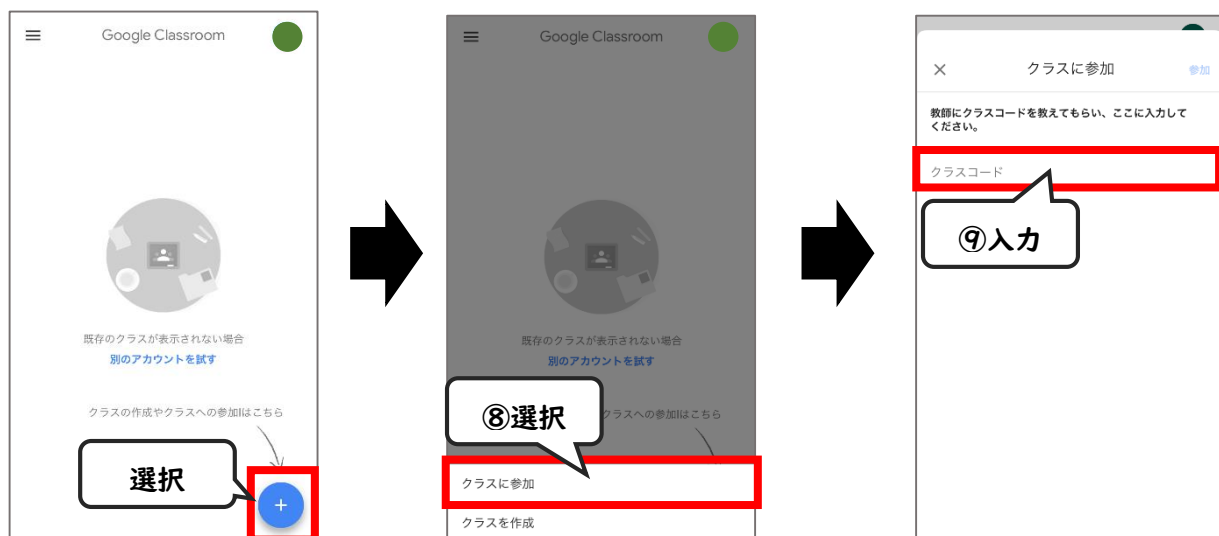 Google Classroom
既存のクラスが表示されない場合
別のアカウントを試す
クラスの作成やクラスへの参加はこちら
選択
+
Google Classroom
既存のクラスが表示されない場合
別のアカウントを試す
クラスへの参加はこちら
⑧選択
クラスに参加
クラスを作成
クラスに参加
参加
教師にクラスコードを教えてもらい、ここに入力して
ください。
クラスコード
⑨入力